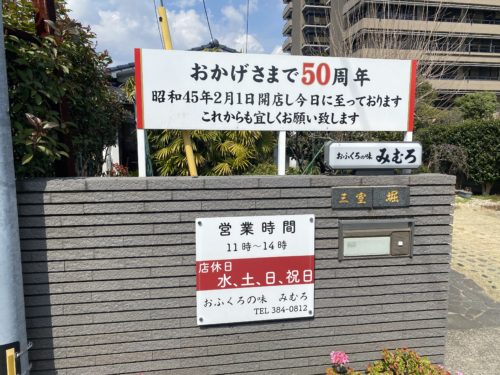 おかげさまで50周年
昭和45年2月1日開店し今日に至っております
これからも宜しくお願い致します
おふくろの味 みむろ
三室 堀
営業時間
11時～14時
店休日
水、土、日、祝日
おふくろの味 みむろ
TEL 384-0812